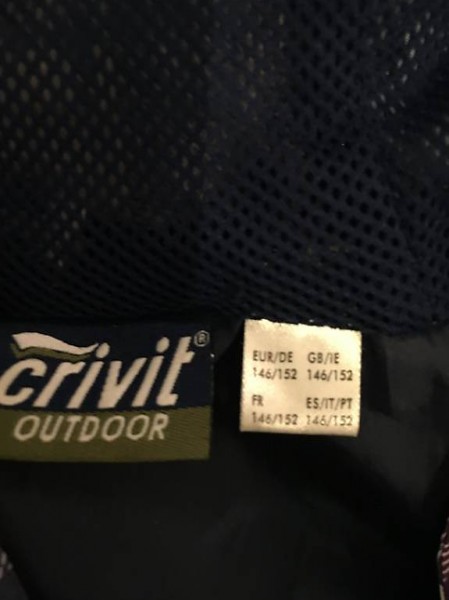 crivit®
OUTDOOR
EUR/DE GB/IE
146/152 146/152
FR ES/IT/PT
146/152 146/152